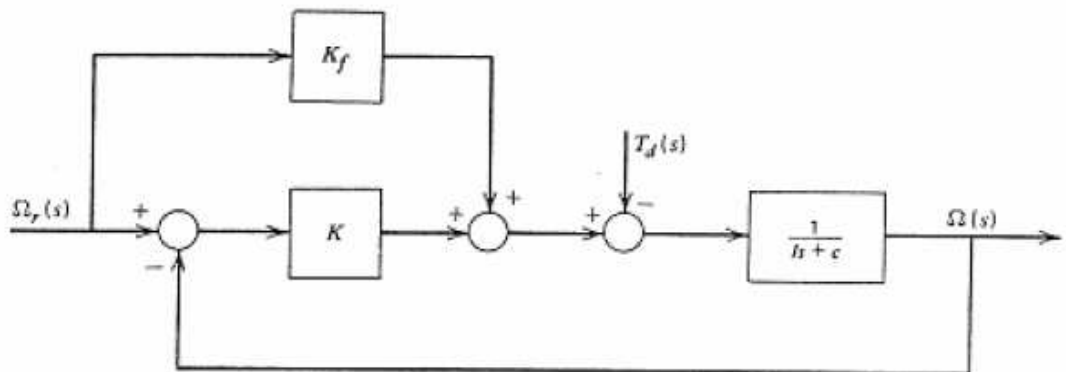 K_f
T_d(s)
Ω_r(s)
+
+
+
+
−
K
Ω(s)
−
1
Is + c